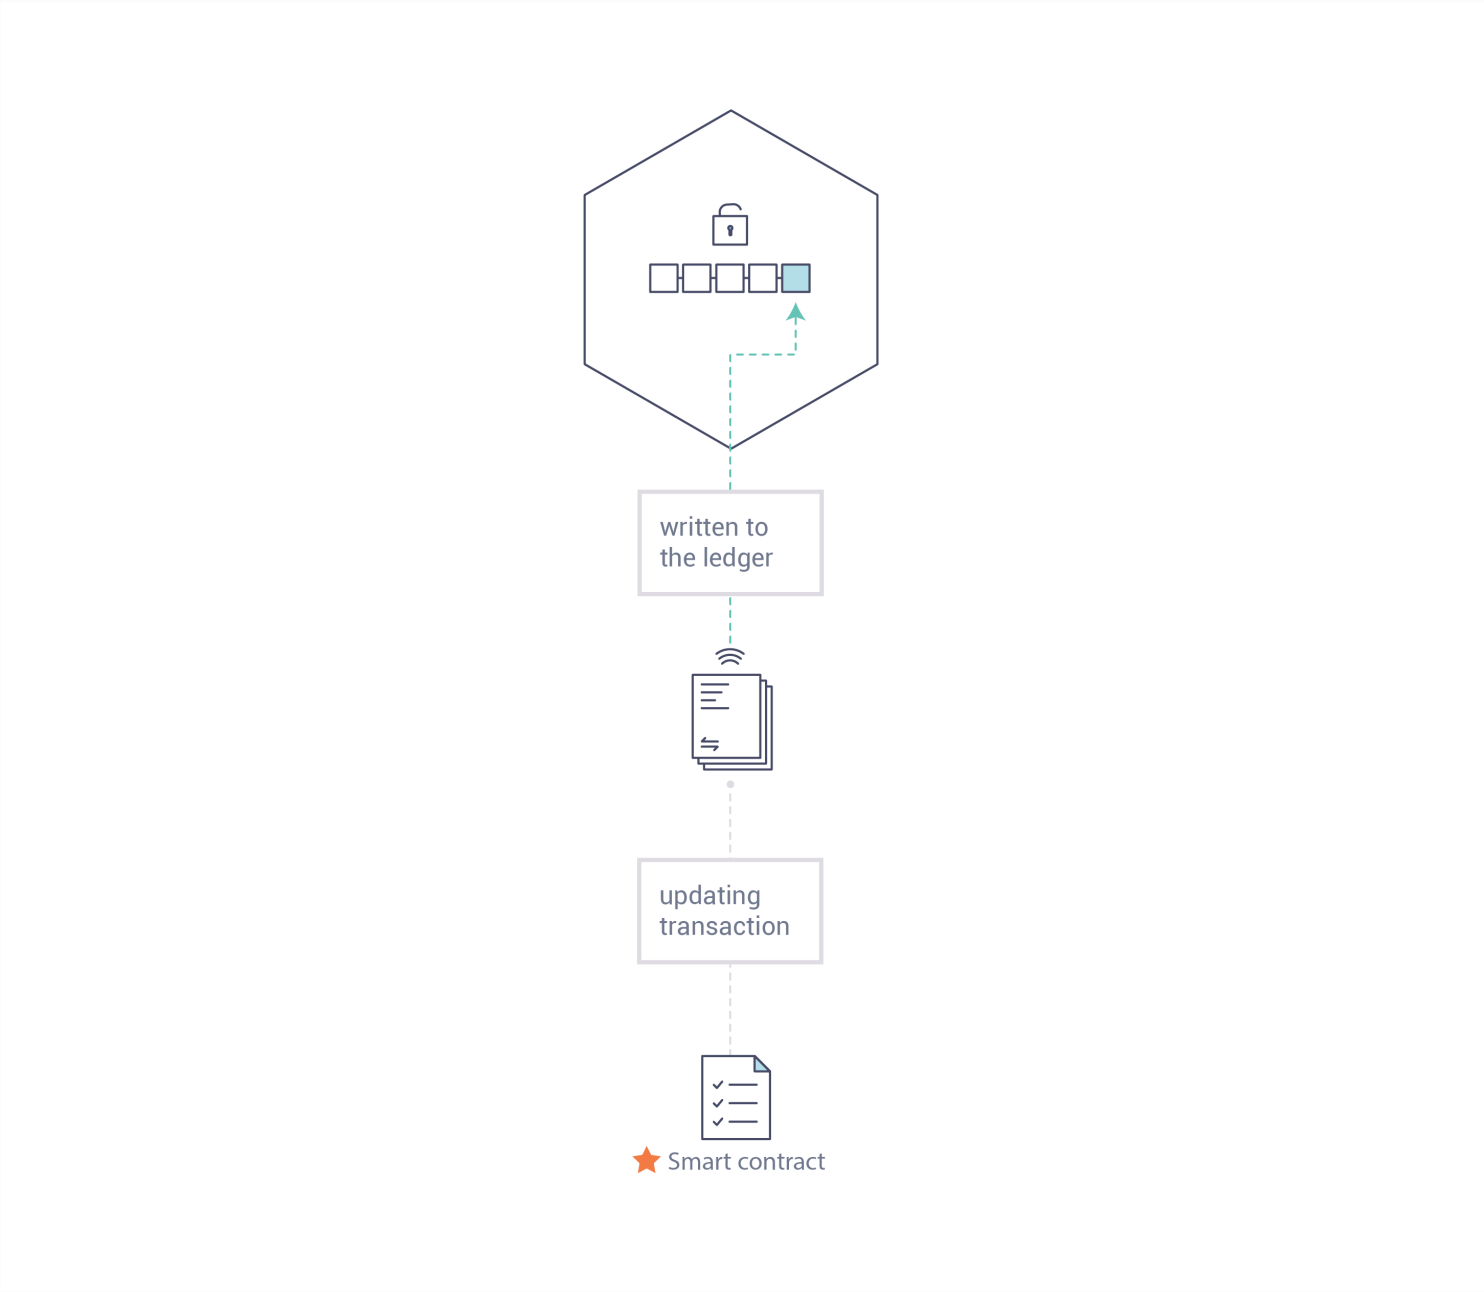 written to
the ledger
updating
transaction
Smart contract